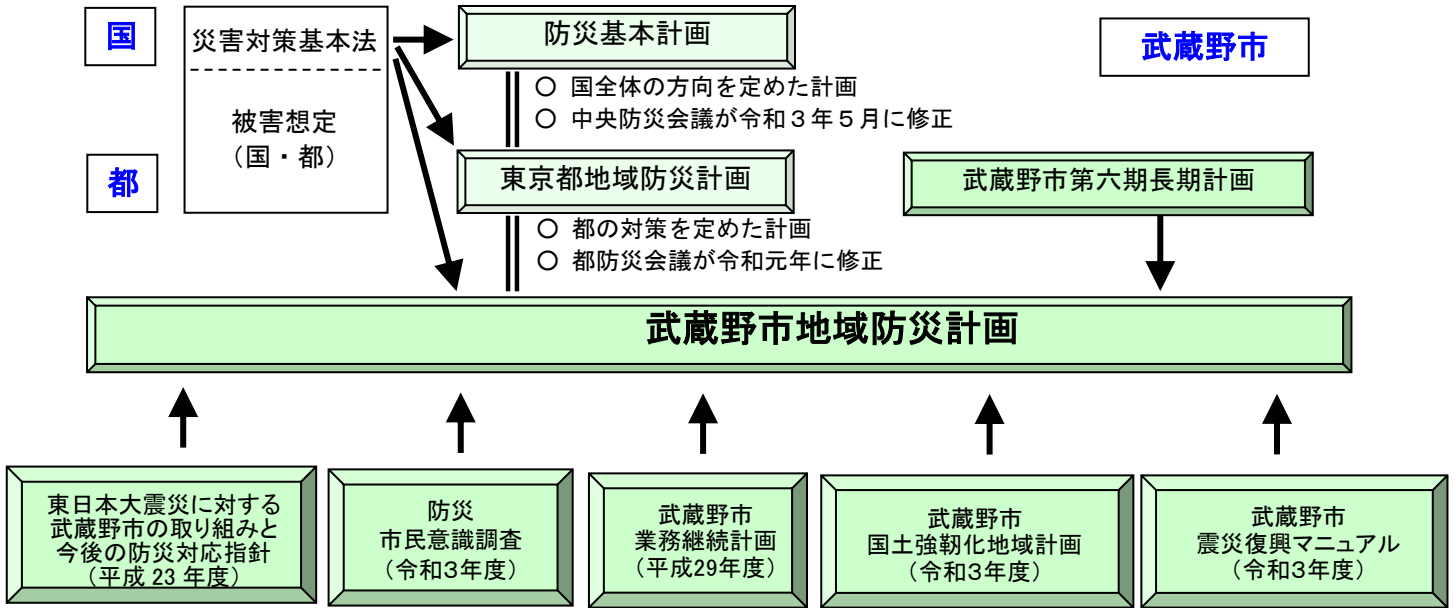 国
災害対策基本法
被害想定
（国・都）
防災基本計画
○ 国全体の方向を定めた計画
○ 中央防災会議が令和３年５月に修正
武蔵野市
都
東京都地域防災計画
○ 都の対策を定めた計画
○ 都防災会議が令和元年に修正
武蔵野市第六期長期計画
武蔵野市地域防災計画
東日本大震災に対する
武蔵野市の取り組みと
今後の防災対応指針
（平成 23 年度）
防災
市民意識調査
（令和３年度）
武蔵野市
業務継続計画
（平成29年度）
武蔵野市
国土強靭化地域計画
（令和３年度）
武蔵野市
震災復興マニュアル
（令和３年度）